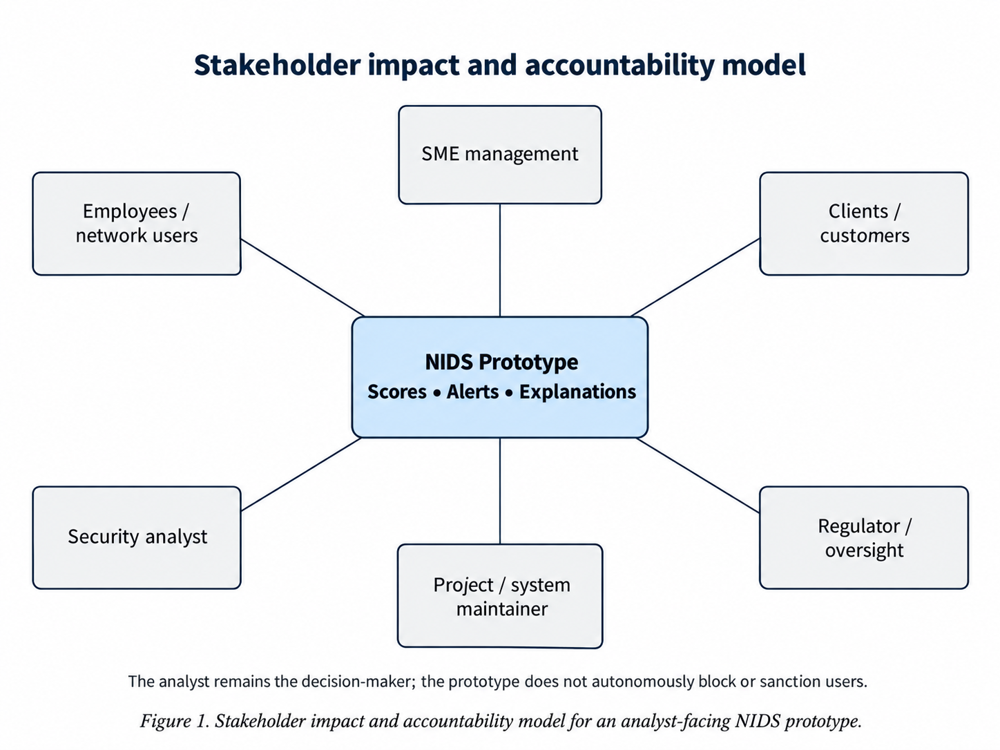 Stakeholder impact and accountability model
SME management
Employees /
network users
Clients /
customers
NIDS Prototype
Scores • Alerts • Explanations
Security analyst
Project / system
maintainer
Regulator /
oversight
The analyst remains the decision-maker; the prototype does not autonomously block or sanction users.
Figure 1. Stakeholder impact and accountability model for an analyst-facing NIDS prototype.